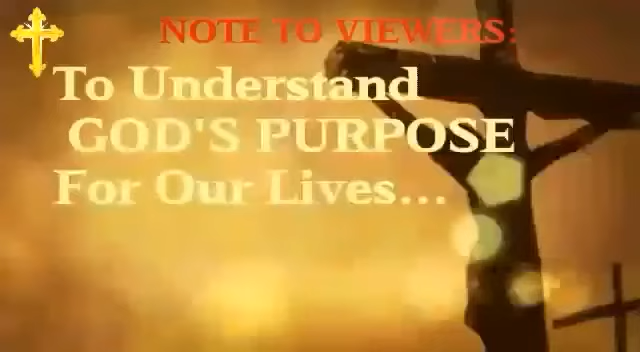 NOTE TO VIEWERS:
To Understand
GOD'S PURPOSE
For Our Lives...